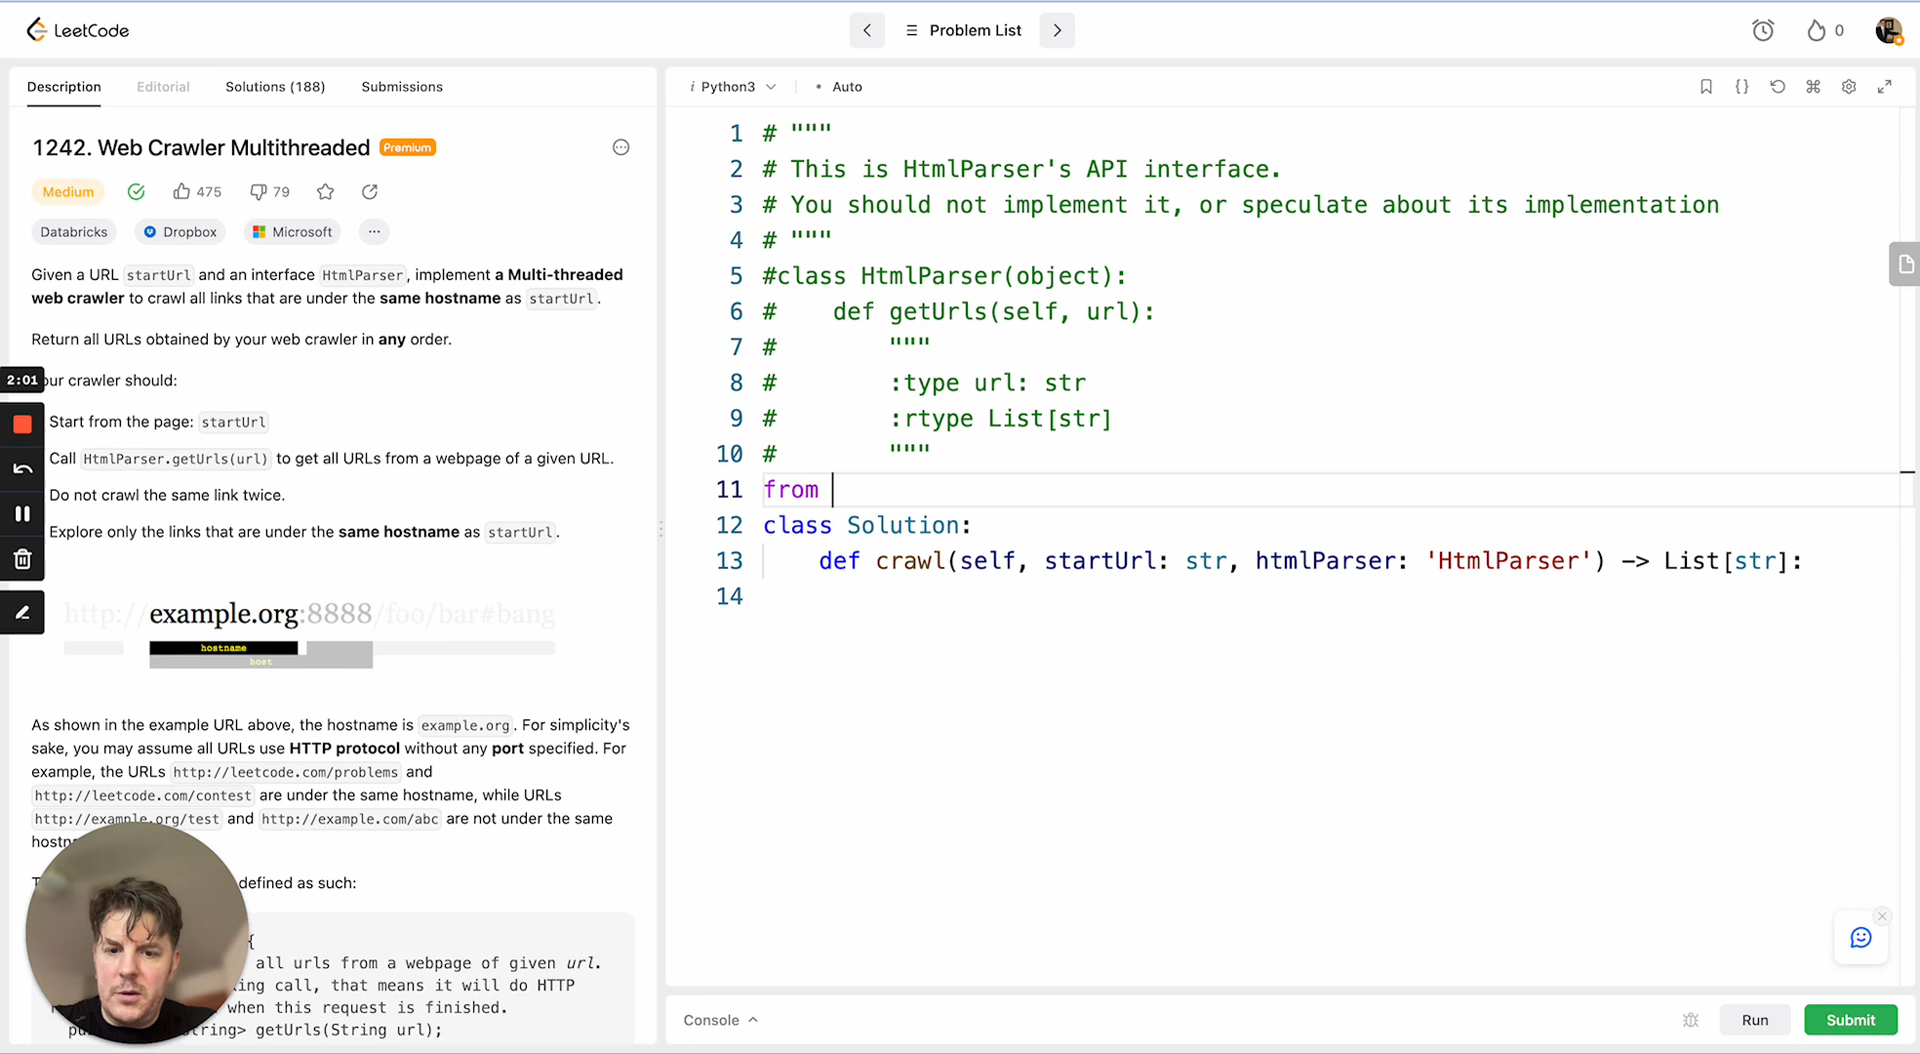 LeetCode
Problem List
0
Description
Editorial
Solutions (188)
Submissions
1242. Web Crawler Multithreaded
Premium
Medium
475
79
Databricks
Dropbox
Microsoft
...
Given a URL startUrl and an interface HtmlParser, implement a Multi-threaded
web crawler to crawl all links that are under the same hostname as startUrl.
Return all URLs obtained by your web crawler in any order.
2:01
our crawler should:
Start from the page: startUrl
Call HtmlParser.getUrls(url) to get all URLs from a webpage of a given URL.
Do not crawl the same link twice.
Explore only the links that are under the same hostname as startUrl.
http://example.org:8888/foo/bar#bang
hostname
host
As shown in the example URL above, the hostname is example.org. For simplicity's
sake, you may assume all URLs use HTTP protocol without any port specified. For
example, the URLs http://leetcode.com/problems and
http://leetcode.com/contest are under the same hostname, while URLs
http://example.org/test and http://example.com/abc are not under the same
defined as such:
{
all urls from a webpage of given url.
king call, that means it will do HTTP
when this request is finished.
getUrls(String url);
i Python3
• Auto
1 # """
2 # This is HtmlParser's API interface.
3 # You should not implement it, or speculate about its implementation
4 # """
5 #class HtmlParser(object):
6 #    def getUrls(self, url):
7 #        """
8 #        :type url: str
9 #        :rtype List[str]
10 #        """
11 from
12 class Solution:
13     def crawl(self, startUrl: str, htmlParser: 'HtmlParser') -> List[str]:
14
Console
Run
Submit